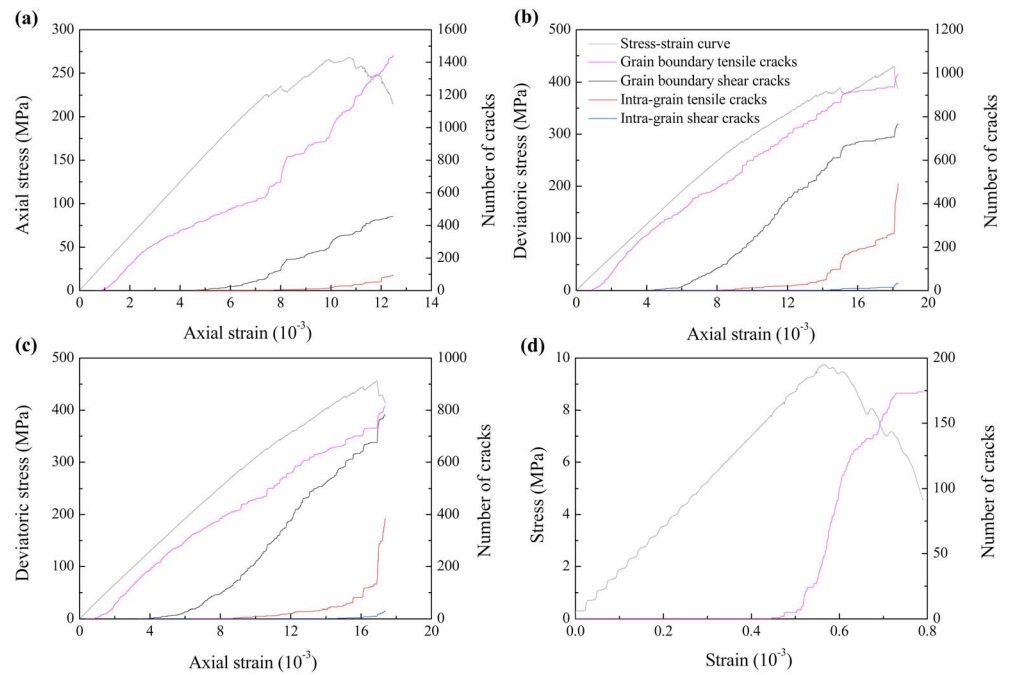 (a)
300
250
200
150
100
50
0
Axial stress (MPa)
1600
1400
1200
1000
800
600
400
200
0
Number of cracks
0 2 4 6 8 10 12 14
Axial strain (10⁻³)
(b)
500
400
300
200
100
0
Deviatoric stress (MPa)
Stress-strain curve
Grain boundary tensile cracks
Grain boundary shear cracks
Intra-grain tensile cracks
Intra-grain shear cracks
1200
1000
800
600
400
200
0
Number of cracks
0 4 8 12 16 20
Axial strain (10⁻³)
(c)
500
400
300
200
100
0
Deviatoric stress (MPa)
1000
800
600
400
200
0
Number of cracks
0 4 8 12 16 20
Axial strain (10⁻³)
(d)
10
8
6
4
2
0
Stress (MPa)
200
150
100
50
0
Number of cracks
0.0 0.2 0.4 0.6 0.8
Strain (10⁻³)